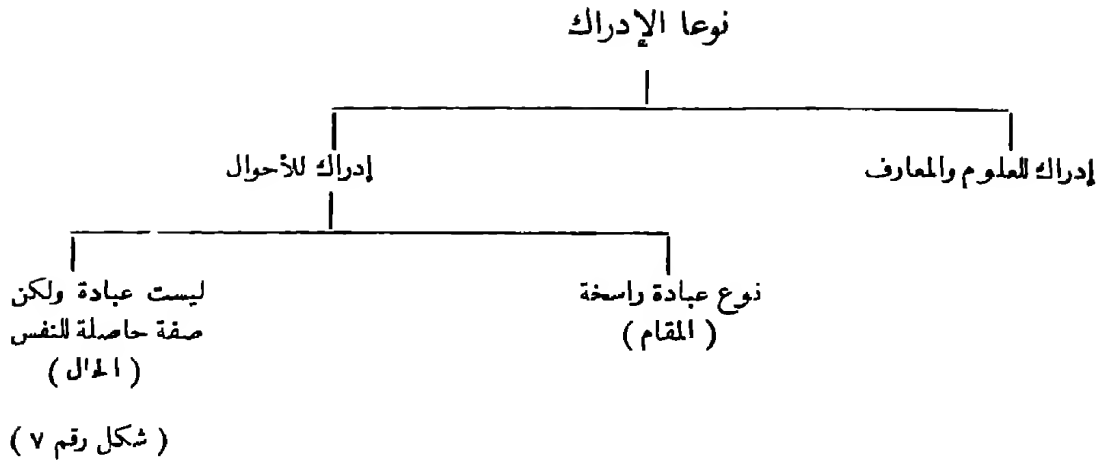 نوعا الإدراك
إدراك للعلوم والمعارف
إدراك للأحوال
نوع عبادة راسخة
( المقام )
ليست عبادة ولكن
صفة حاصلة للنفس
( الحال )
( شكل رقم ٧ )